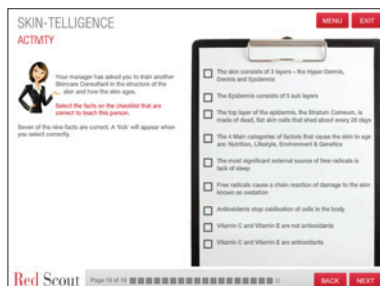 SKIN-TELLIGENCE
MENU
EXIT
ACTIVITY
Your manager has asked you to train another
Skincare Consultant in the structure of the
skin and how the skin ages.
Select the facts on the checklist that are
correct to teach this person.
Seven of the nine facts are correct. A 'tick' will appear when
you select correctly.
The skin consists of 3 layers – the Hyper Dermis,
Dermis and Epidermis
The Epidermis consists of 5 sub layers
The top layer of the epidermis, the Stratum Corneum, is
made of dead, flat skin cells that shed about every 28 days
The 4 Main categories of factors that cause the skin to age
are: Nutrition, Lifestyle, Environment & Genetics
The most significant external source of free radicals is
lack of sleep
Free radicals cause a chain reaction of damage to the skin
known as oxidation
Antioxidants stop oxidisation of cells in the body
Vitamin C and Vitamin E are not antioxidants
Vitamin C and Vitamin E are antioxidants
Red Scout
Page 18 of 19
BACK
NEXT